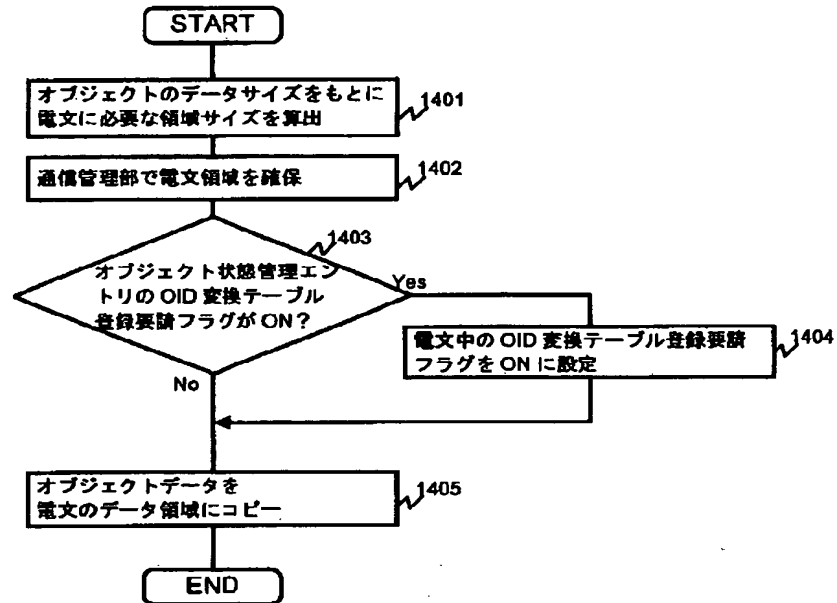 START
オブジェクトのデータサイズをもとに
電文に必要な領域サイズを算出
1401
通信管理部で電文領域を確保
1402
1403
オブジェクト状態管理エン
トリのOID変換テーブル
登録要請フラグがON?
Yes
電文中のOID変換テーブル登録要請
フラグをONに設定
1404
No
オブジェクトデータを
電文のデータ領域にコピー
1405
END